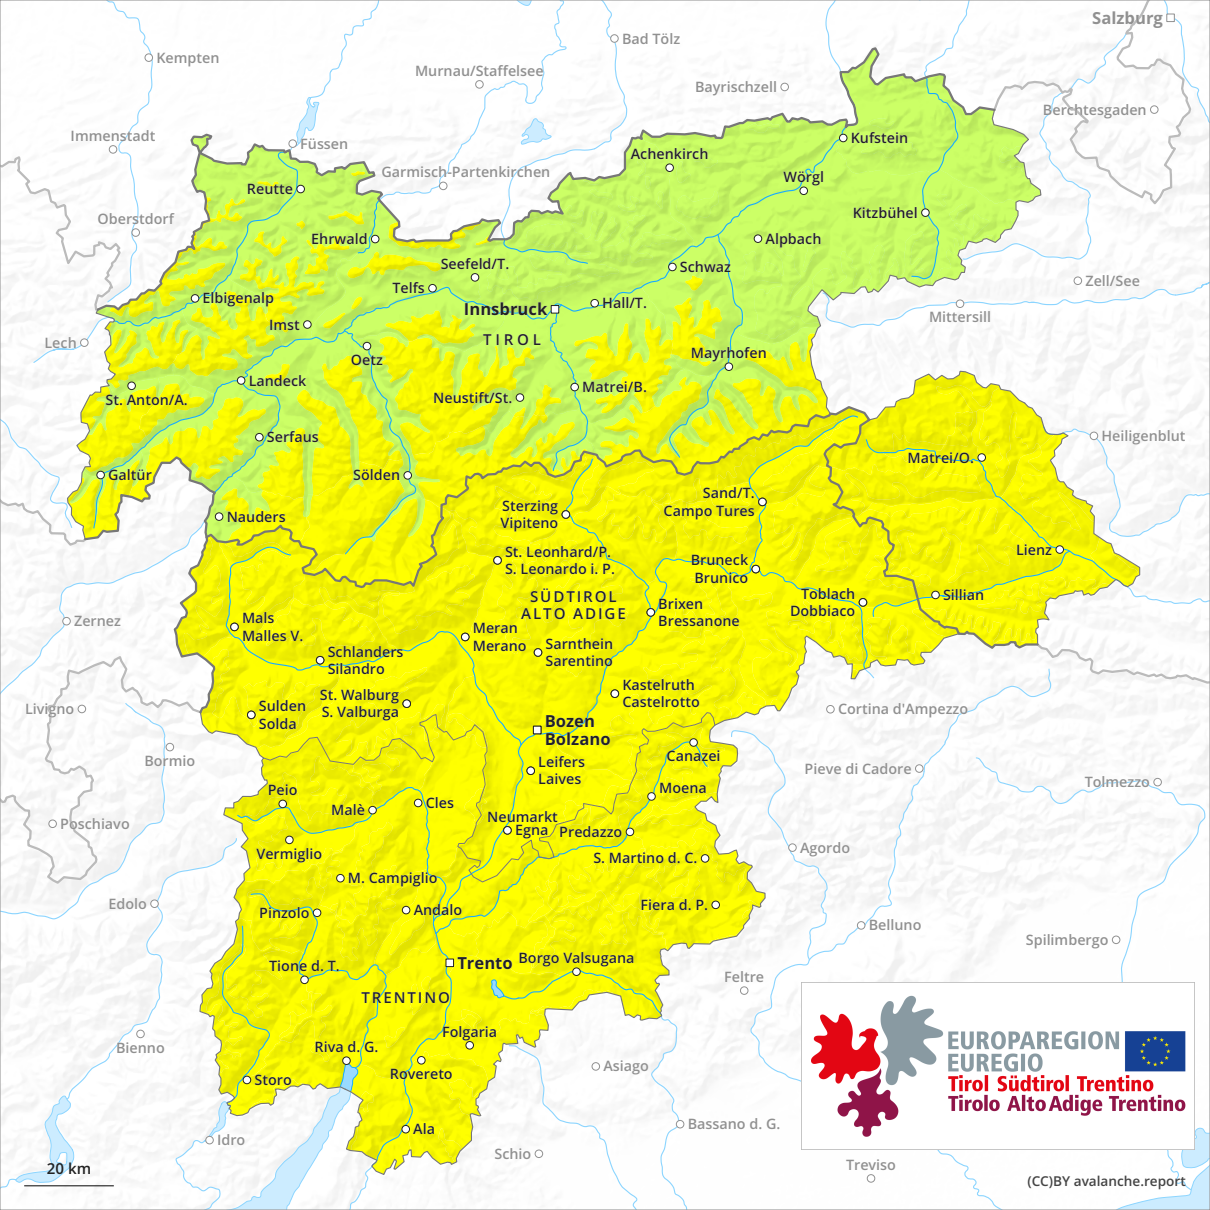 Salzburg
Bad Tölz
Kempten
Murnau/Staffelsee
Bayrischzell
Berchtesgaden
Immenstadt
Füssen
Kufstein
Achenkirch
Garmisch-Partenkirchen
Wörgl
Reutte
Oberstdorf
Kitzbühel
Ehrwald
Alpbach
Seefeld/T.
Schwaz
Zell/See
Telfs
Elbigenalp
Hall/T.
Innsbruck
Mittersill
Imst
TIROL
Lech
Mayrhofen
Oetz
Landeck
Matrei/B.
St. Anton/A.
Neustift/St.
Serfaus
Heiligenblut
Matrei/O.
Galtür
Sölden
Sand/T.
Campo Tures
Sterzing
Vipiteno
Nauders
Lienz
St. Leonhard/P.
S. Leonardo i. P.
Bruneck
Brunico
SÜDTIROL
ALTO ADIGE
Toblach
Dobbiaco
Sillian
Brixen
Bressanone
Zernez
Mals
Malles V.
Meran
Merano
Sarnthein
Sarentino
Schlanders
Silandro
Kastelruth
Castelrotto
St. Walburg
S. Valburga
Livigno
Sulden
Solda
Cortina d'Ampezzo
Bozen
Bolzano
Bormio
Canazei
Leifers
Laives
Pieve di Cadore
Tolmezzo
Peio
Moena
Malè
Cles
Neumarkt
Egna
Predazzo
Poschiavo
Vermiglio
Agordo
S. Martino d. C.
M. Campiglio
Edolo
Pinzolo
Andalo
Fiera d. P.
Belluno
Spilimbergo
Tione d. T.
Trento
Borgo Valsugana
Feltre
TRENTINO
Folgaria
Bienno
Riva d. G.
Rovereto
Asiago
Storo
EUROPAREGION
EUREGIO
Tirol Südtirol Trentino
Tirolo Alto Adige Trentino
Ala
Idro
Bassano d. G.
Schio
Treviso
20 km
(CC)BY avalanche.report